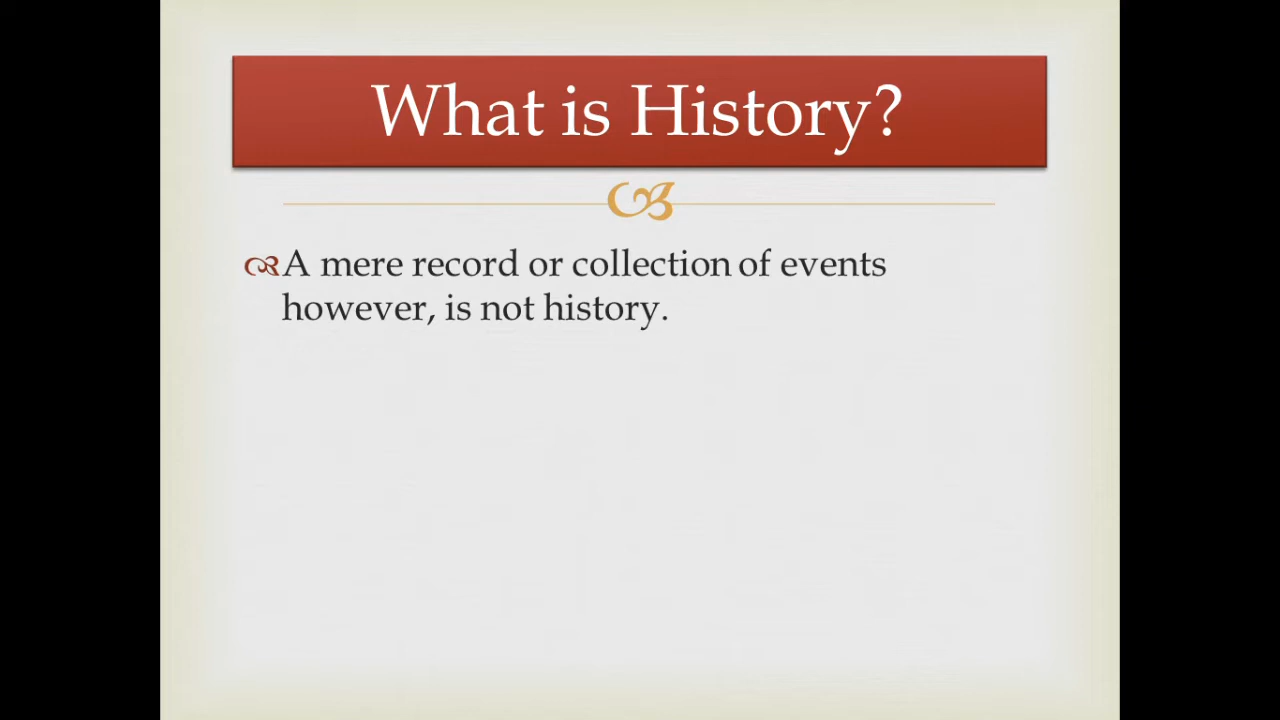 What is History?
A mere record or collection of events
however, is not history.